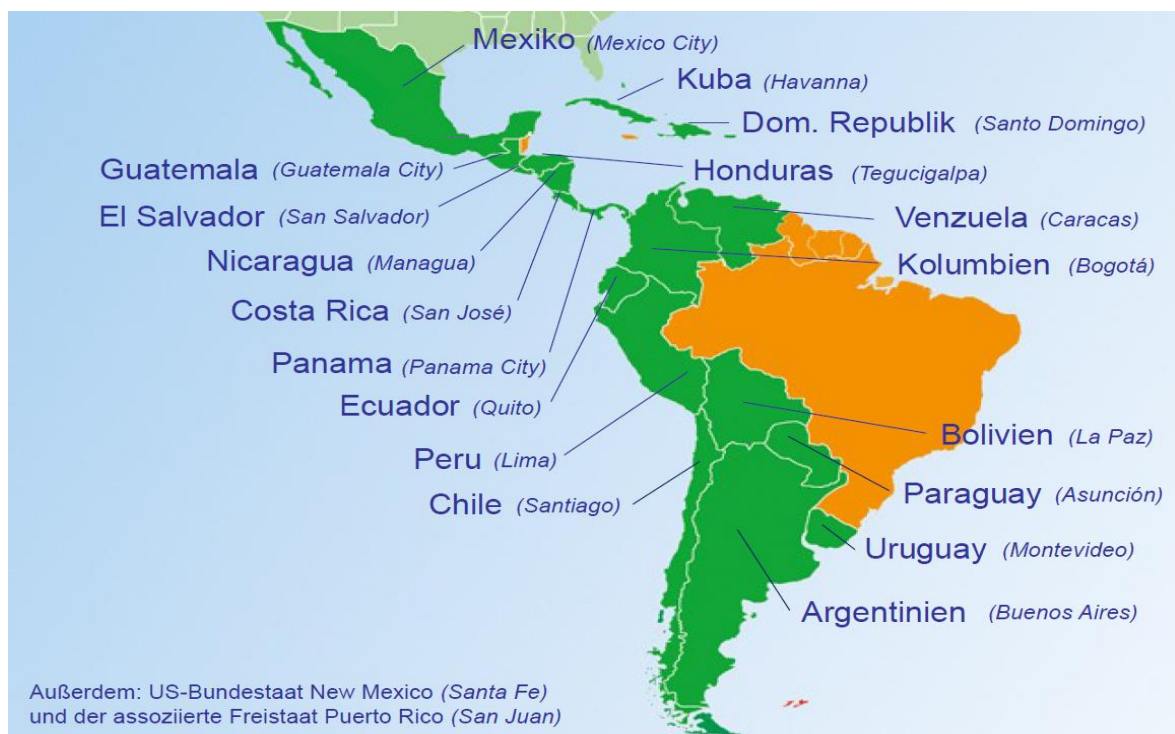 Mexiko (Mexico City)
Kuba (Havanna)
Dom. Republik (Santo Domingo)
Guatemala (Guatemala City)
Honduras (Tegucigalpa)
El Salvador (San Salvador)
Venzuela (Caracas)
Nicaragua (Managua)
Kolumbien (Bogotá)
Costa Rica (San José)
Panama (Panama City)
Ecuador (Quito)
Bolivien (La Paz)
Peru (Lima)
Paraguay (Asunción)
Chile (Santiago)
Uruguay (Montevideo)
Argentinien (Buenos Aires)
Außerdem: US-Bundestaat New Mexico (Santa Fe)
und der assoziierte Freistaat Puerto Rico (San Juan)